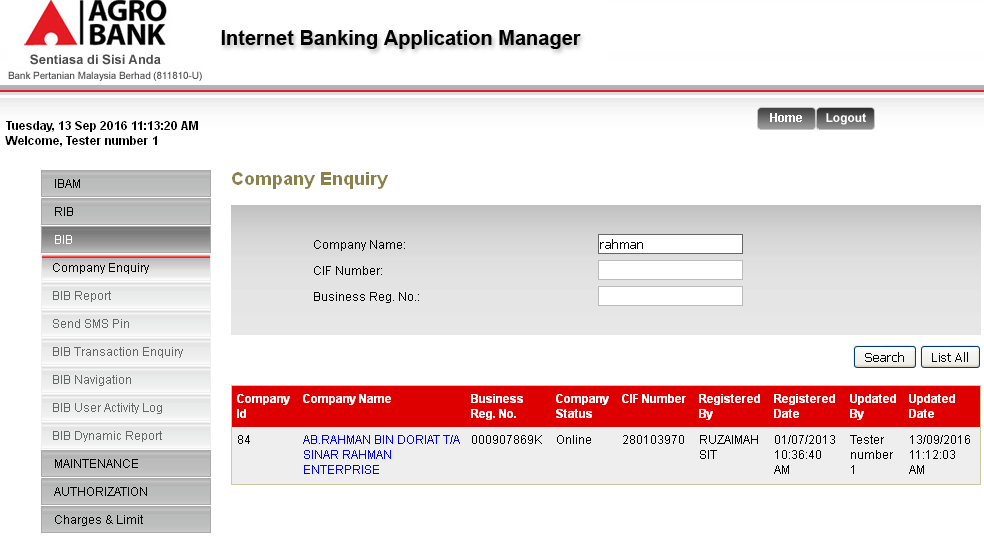 AGRO
BANK
Sentiasa di Sisi Anda
Bank Pertanian Malaysia Berhad (811810-U)
Internet Banking Application Manager
Tuesday, 13 Sep 2016 11:13:20 AM
Welcome, Tester number 1
Home Logout
IBAM
RIB
BIB
Company Enquiry
BIB Report
Send SMS Pin
BIB Transaction Enquiry
BIB Navigation
BIB User Activity Log
BIB Dynamic Report
MAINTENANCE
AUTHORIZATION
Charges & Limit
Company Enquiry
Company Name: rahman
CIF Number:
Business Reg. No.:
Search List All
Company Company Name Business Company CIF Number Registered Registered Updated Updated
Id Reg. No. Status By Date By Date
84 AB.RAHMAN BIN DORIAT T/A 000907869K Online 280103970 RUZAIMAH 01/07/2013 Tester 13/09/2016
SINAR RAHMAN SIT 10:36:40 number 11:12:03
ENTERPRISE AM 1 AM